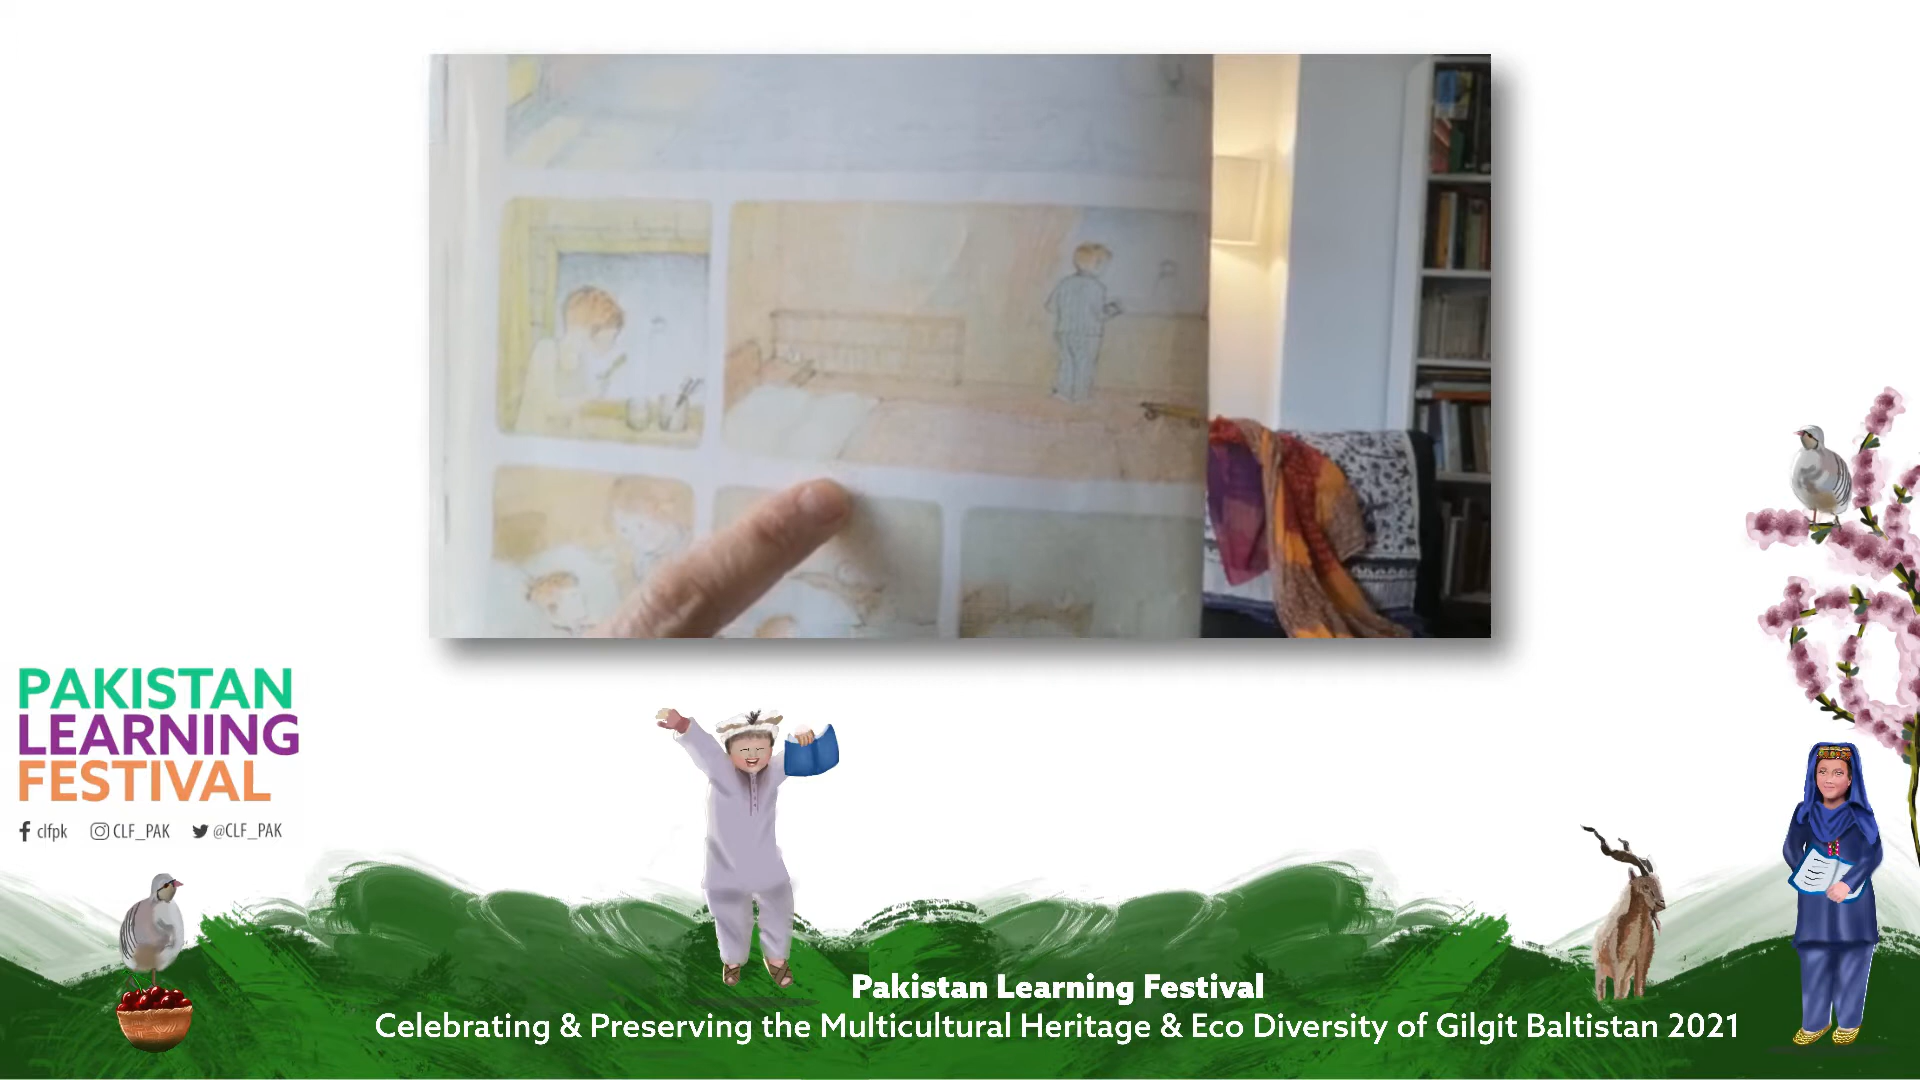 PAKISTAN
LEARNING
FESTIVAL
clfpk CLF_PAK @CLF_PAK
Pakistan Learning Festival
Celebrating & Preserving the Multicultural Heritage & Eco Diversity of Gilgit Baltistan 2021